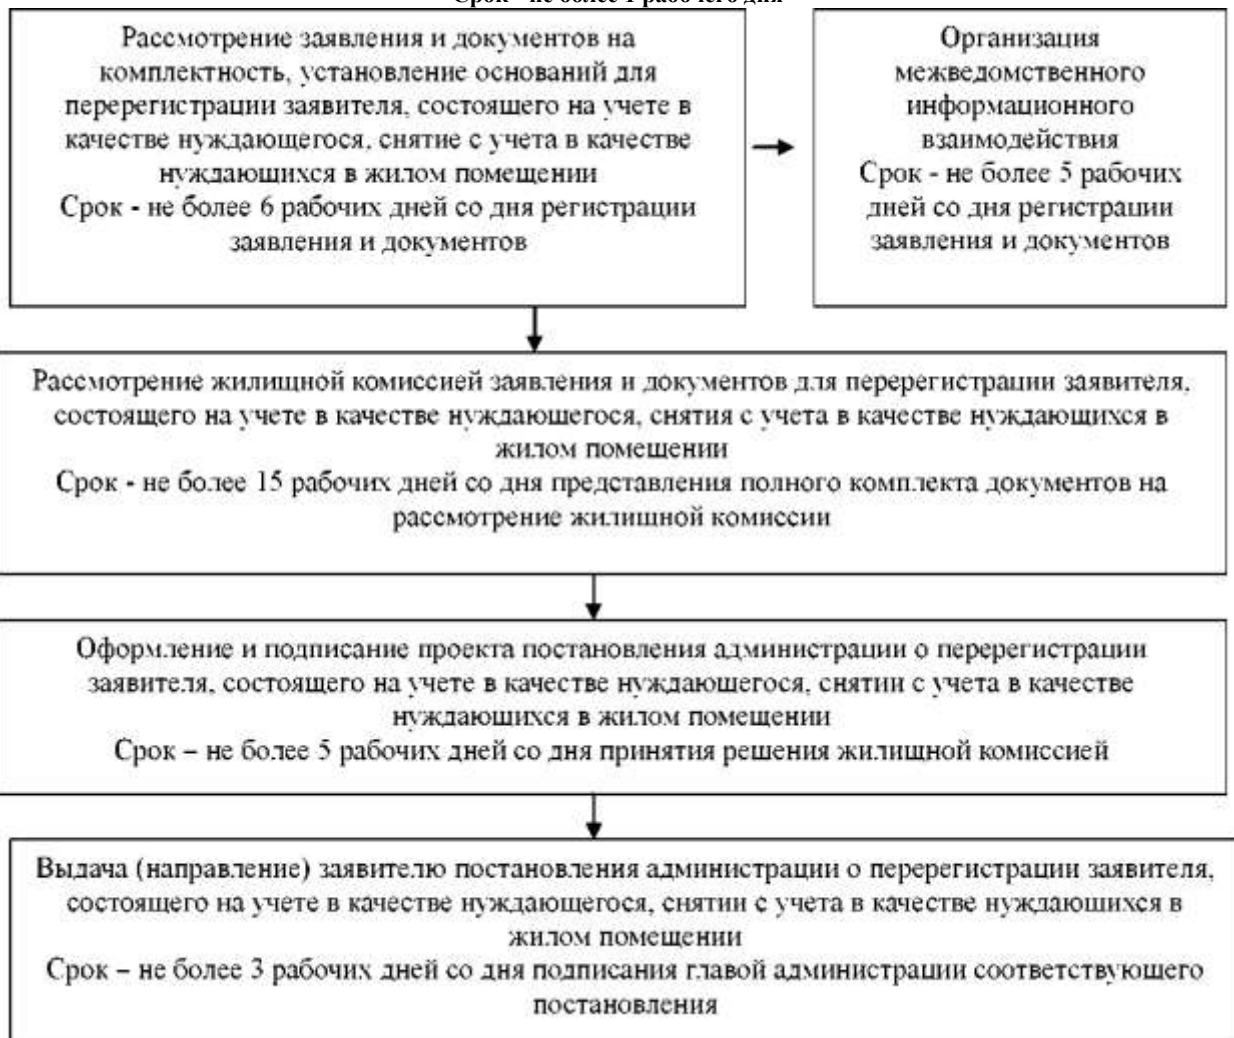 Срок - не более 1 рабочего дня
Рассмотрение заявления и документов на
комплектность, установление оснований для
перерегистрации заявителя, состоящего на учете в
качестве нуждающегося, снятие с учета в качестве
нуждающихся в жилом помещении
Срок - не более 6 рабочих дней со дня регистрации
заявления и документов
Организация
межведомственного
информационного
взаимодействия
Срок - не более 5 рабочих
дней со дня регистрации
заявления и документов
Рассмотрение жилищной комиссией заявления и документов для перерегистрации заявителя,
состоящего на учете в качестве нуждающегося, снятия с учета в качестве нуждающихся в
жилом помещении
Срок - не более 15 рабочих дней со дня представления полного комплекта документов на
рассмотрение жилищной комиссии
Оформление и подписание проекта постановления администрации о перерегистрации
заявителя, состоящего на учете в качестве нуждающегося, снятии с учета в качестве
нуждающихся в жилом помещении
Срок – не более 5 рабочих дней со дня принятия решения жилищной комиссией
Выдача (направление) заявителю постановления администрации о перерегистрации заявителя,
состоящего на учете в качестве нуждающегося, снятии с учета в качестве нуждающихся в
жилом помещении
Срок – не более 3 рабочих дней со дня подписания главой администрации соответствующего
постановления